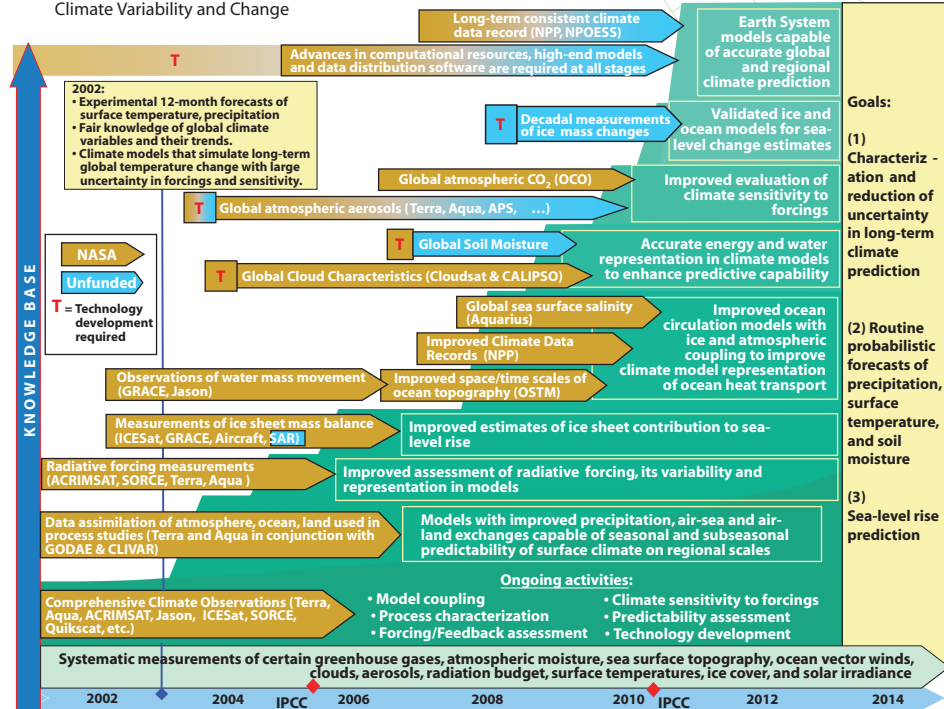 Climate Variability and Change
Long-term consistent climate
data record (NPP, NPOESS)
T
Advances in computational resources, high-end models
and data distribution software are required at all stages
Earth System
models capable
of accurate global
and regional
climate prediction
2002:
• Experimental 12-month forecasts of
surface temperature, precipitation
• Fair knowledge of global climate
variables and their trends.
• Climate models that simulate long-term
global temperature change with large
uncertainty in forcings and sensitivity.
T
Decadal measurements
of ice mass changes
Validated ice
and ocean models for sea-
level change estimates
Global atmospheric CO2 (OCO)
T
Global atmospheric aerosols (Terra, Aqua, APS, …)
Improved evaluation of
climate sensitivity to
forcings
NASA
Unfunded
T = Technology
development
required
T
Global Soil Moisture
T
Global Cloud Characteristics (Cloudsat & CALIPSO)
Accurate energy and water
representation in climate models
to enhance predictive capability
Global sea surface salinity
(Aquarius)
Improved Climate Data
Records (NPP)
Observations of water mass movement
(GRACE, Jason)
Improved space/time scales of
ocean topography (OSTM)
Improved ocean
circulation models with
ice and atmospheric
coupling to improve
climate model representation
of ocean heat transport
Measurements of ice sheet mass balance
(ICESat, GRACE, Aircraft, SAR)
Improved estimates of ice sheet contribution to sea-
level rise
Radiative forcing measurements
(ACRIMSAT, SORCE, Terra, Aqua )
Improved assessment of radiative forcing, its variability and
representation in models
Data assimilation of atmosphere, ocean, land used in
process studies (Terra and Aqua in conjunction with
GODAE & CLIVAR)
Models with improved precipitation, air-sea and air-
land exchanges capable of seasonal and subseasonal
predictability of surface climate on regional scales
Comprehensive Climate Observations (Terra,
Aqua, ACRIMSAT, Jason, ICESat, SORCE,
Quikscat, etc.)
Ongoing activities:
• Model coupling
• Process characterization
• Forcing/Feedback assessment
• Climate sensitivity to forcings
• Predictability assessment
• Technology development
Goals:
(1)
Characteriz -
ation and
reduction of
uncertainty
in long-term
climate
prediction
(2) Routine
probabilistic
forecasts of
precipitation,
surface
temperature,
and soil
moisture
(3)
Sea-level rise
prediction
KNOWLEDGE BASE
Systematic measurements of certain greenhouse gases, atmospheric moisture, sea surface topography, ocean vector winds,
clouds, aerosols, radiation budget, surface temperatures, ice cover, and solar irradiance
2002 2004 IPCC 2006 2008 2010 IPCC 2012 2014